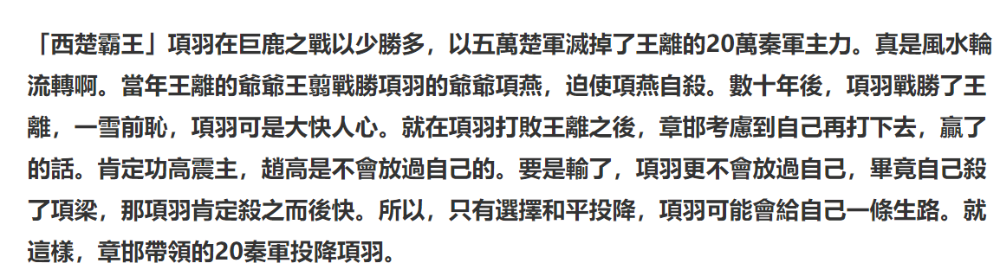 「西楚霸王」項羽在巨鹿之戰以少勝多，以五萬楚軍滅掉了王離的20萬秦軍主力。真是風水輪
流轉啊。當年王離的爺爺王翦戰勝項羽的爺爺項燕，迫使項燕自殺。數十年後，項羽戰勝了王
離，一雪前恥，項羽可是大快人心。就在項羽打敗王離之後，章邯考慮到自己再打下去，贏了
的話。肯定功高震主，趙高是不會放過自己的。要是輸了，項羽更不會放過自己，畢竟自己殺
了項梁，那項羽肯定殺之而後快。所以，只有選擇和平投降，項羽可能會給自己一條生路。就
這樣，章邯帶領的20秦軍投降項羽。